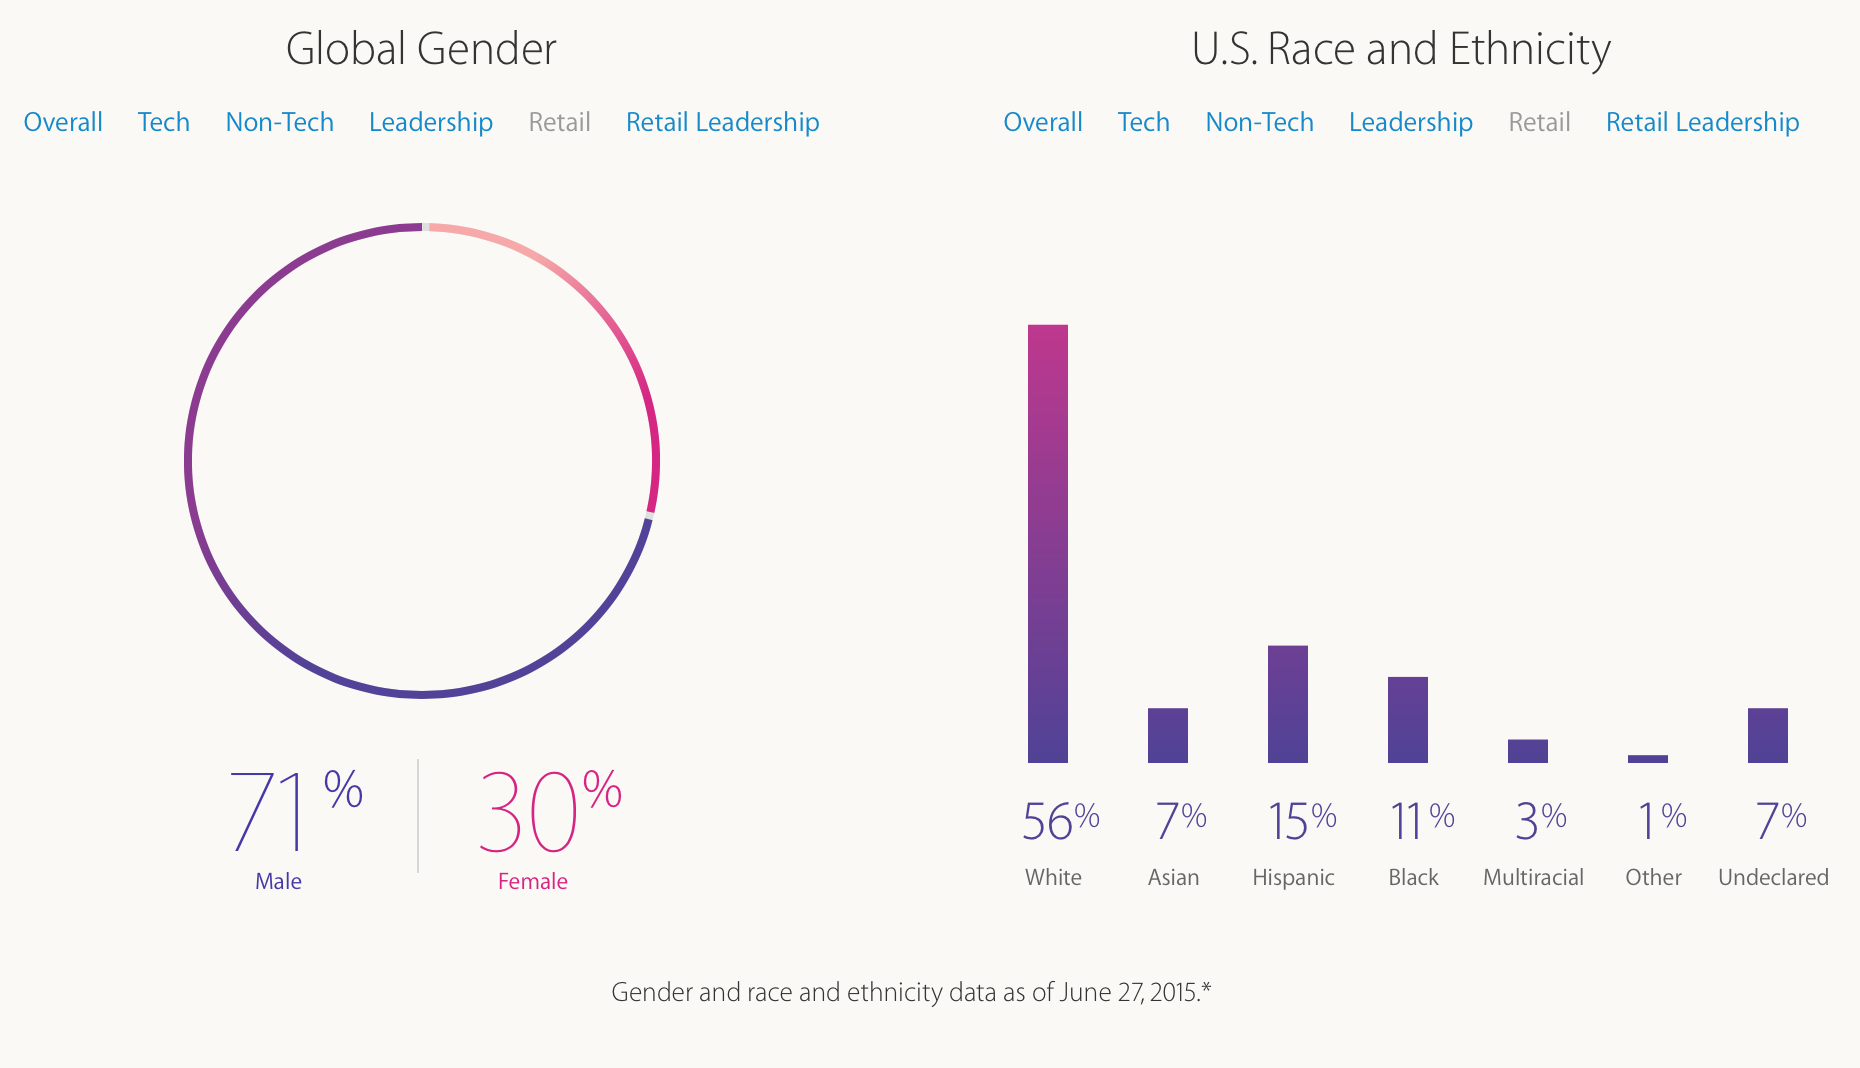 Global Gender
Overall Tech Non-Tech Leadership Retail Retail Leadership
71% 30%
Male Female
U.S. Race and Ethnicity
Overall Tech Non-Tech Leadership Retail Retail Leadership
56% 7% 15% 11% 3% 1% 7%
White Asian Hispanic Black Multiracial Other Undeclared
Gender and race and ethnicity data as of June 27, 2015.*